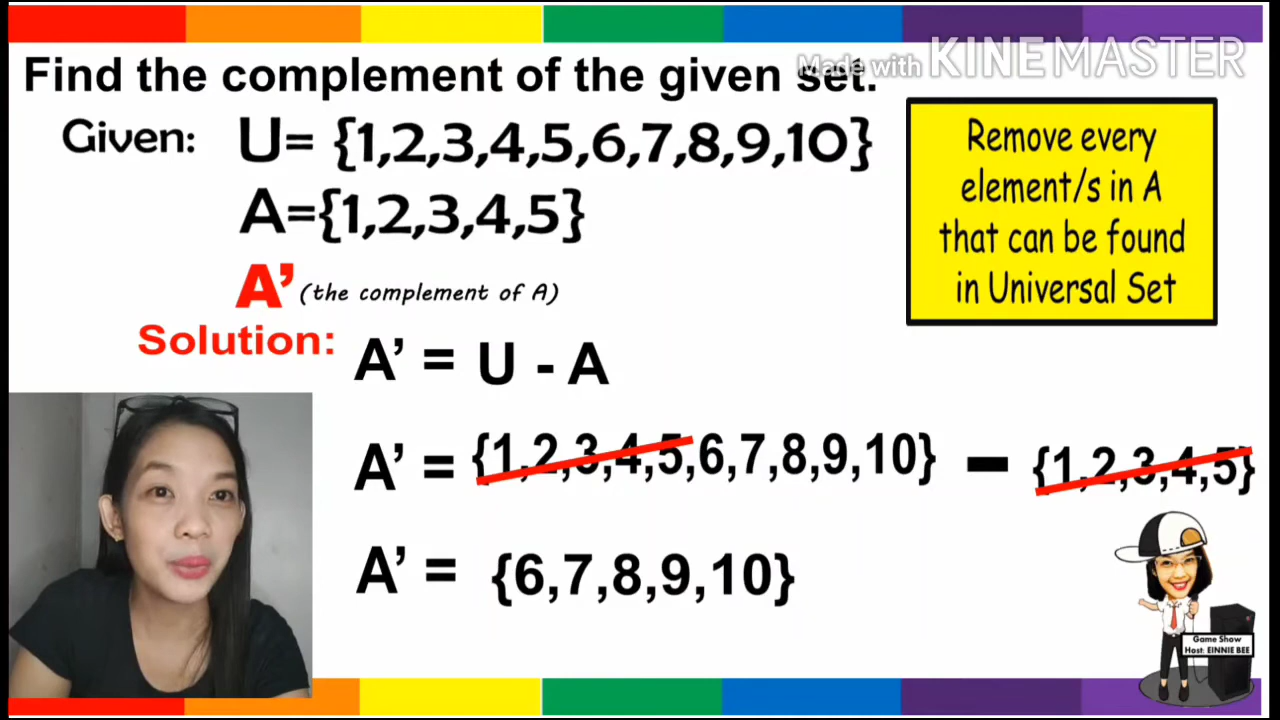 Made with KINEMASTER
Find the complement of the given set.
Given: U= {1,2,3,4,5,6,7,8,9,10}
A={1,2,3,4,5}
A’ (the complement of A)
Remove every
element/s in A
that can be found
in Universal Set
Solution:
A’ = U - A
A’ = {1,2,3,4,5,6,7,8,9,10} - {1,2,3,4,5}
A’ = {6,7,8,9,10}
Game Show
Host: EINNIE BEE